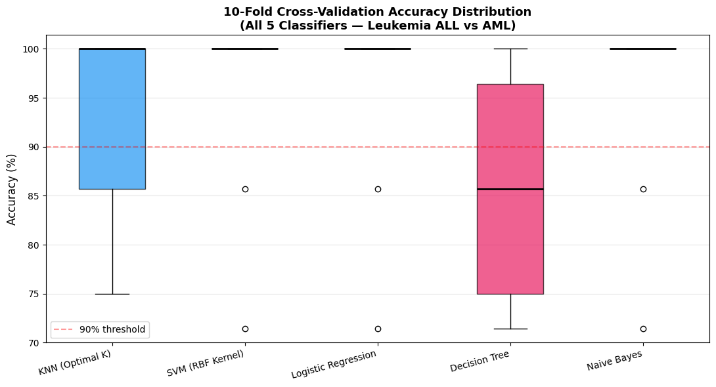 10-Fold Cross-Validation Accuracy Distribution
(All 5 Classifiers — Leukemia ALL vs AML)
Accuracy (%)
100
95
90
85
80
75
70
90% threshold
KNN (Optimal K)
SVM (RBF Kernel)
Logistic Regression
Decision Tree
Naive Bayes